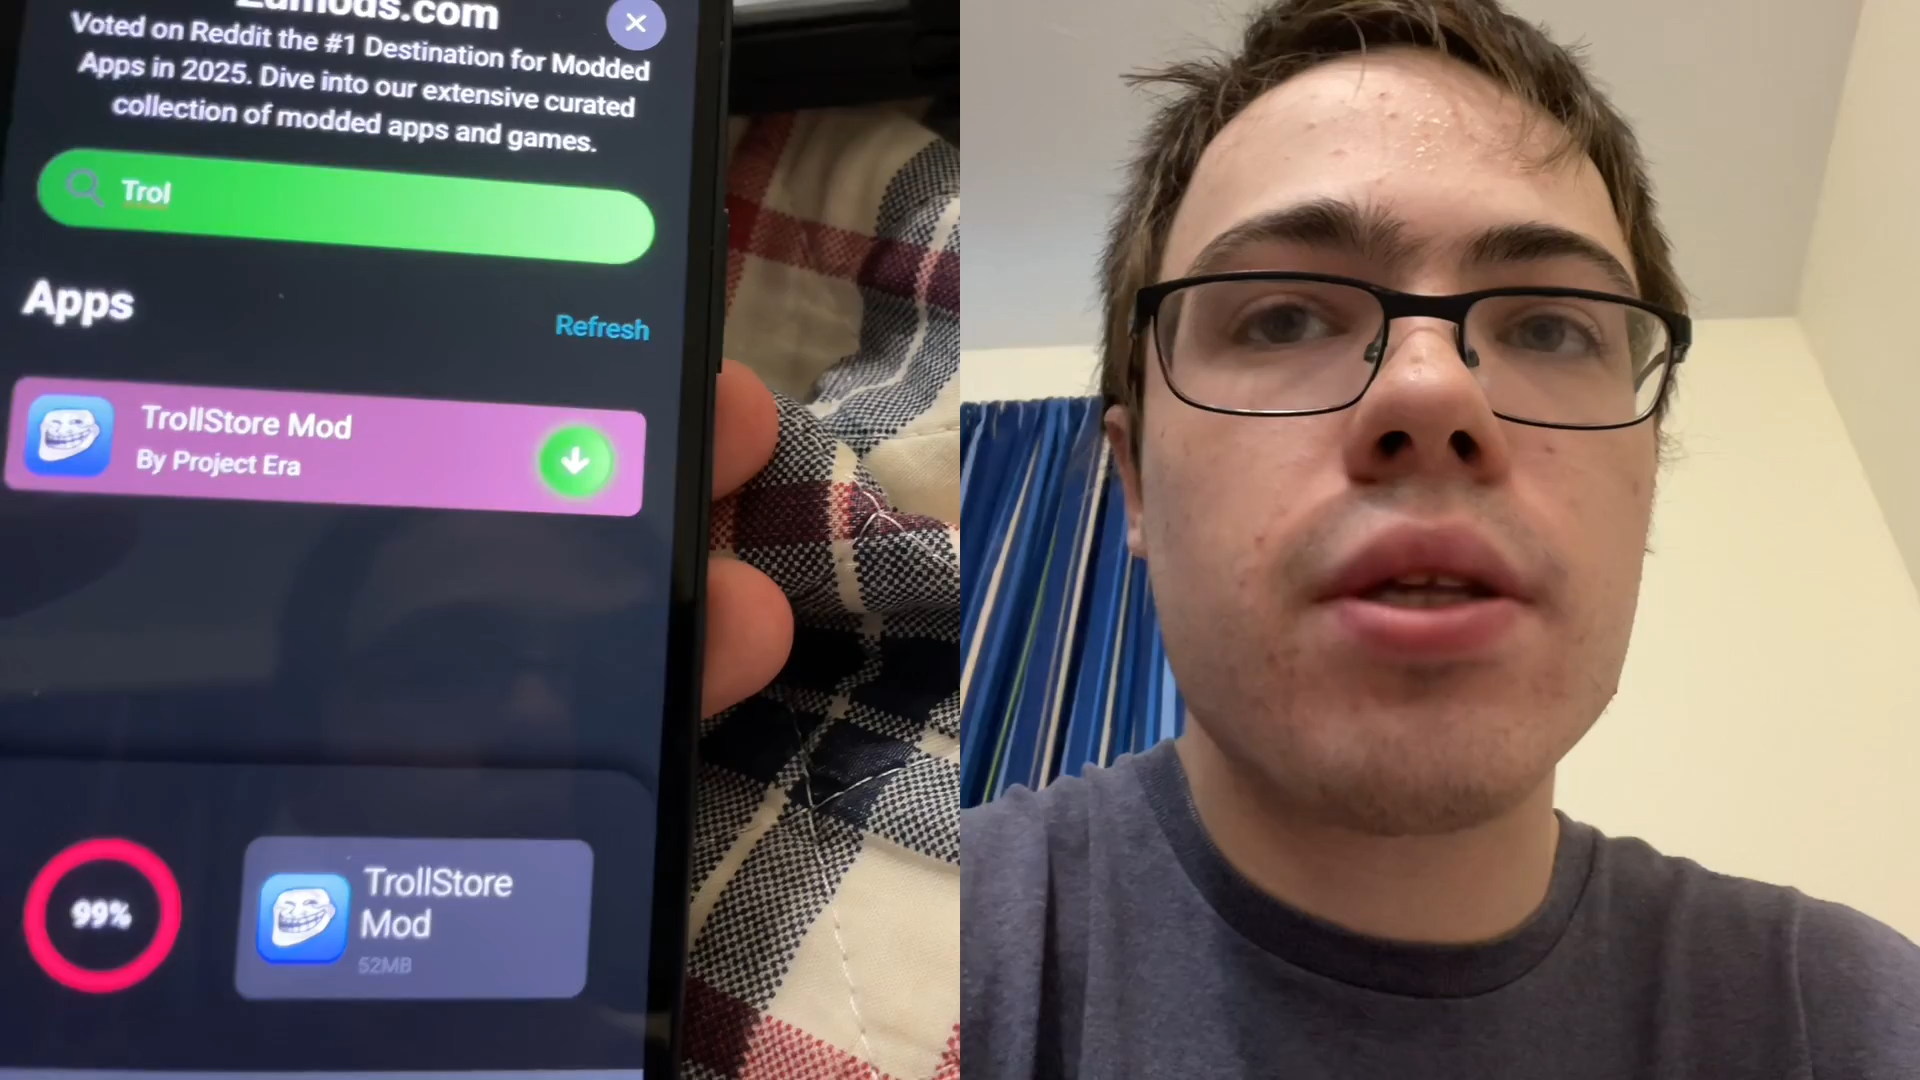 Voted on Reddit the #1 Destination for Modded
Apps in 2025. Dive into our extensive curated
collection of modded apps and games.
Trol
Apps
Refresh
TrollStore Mod
By Project Era
99%
TrollStore
Mod
52MB